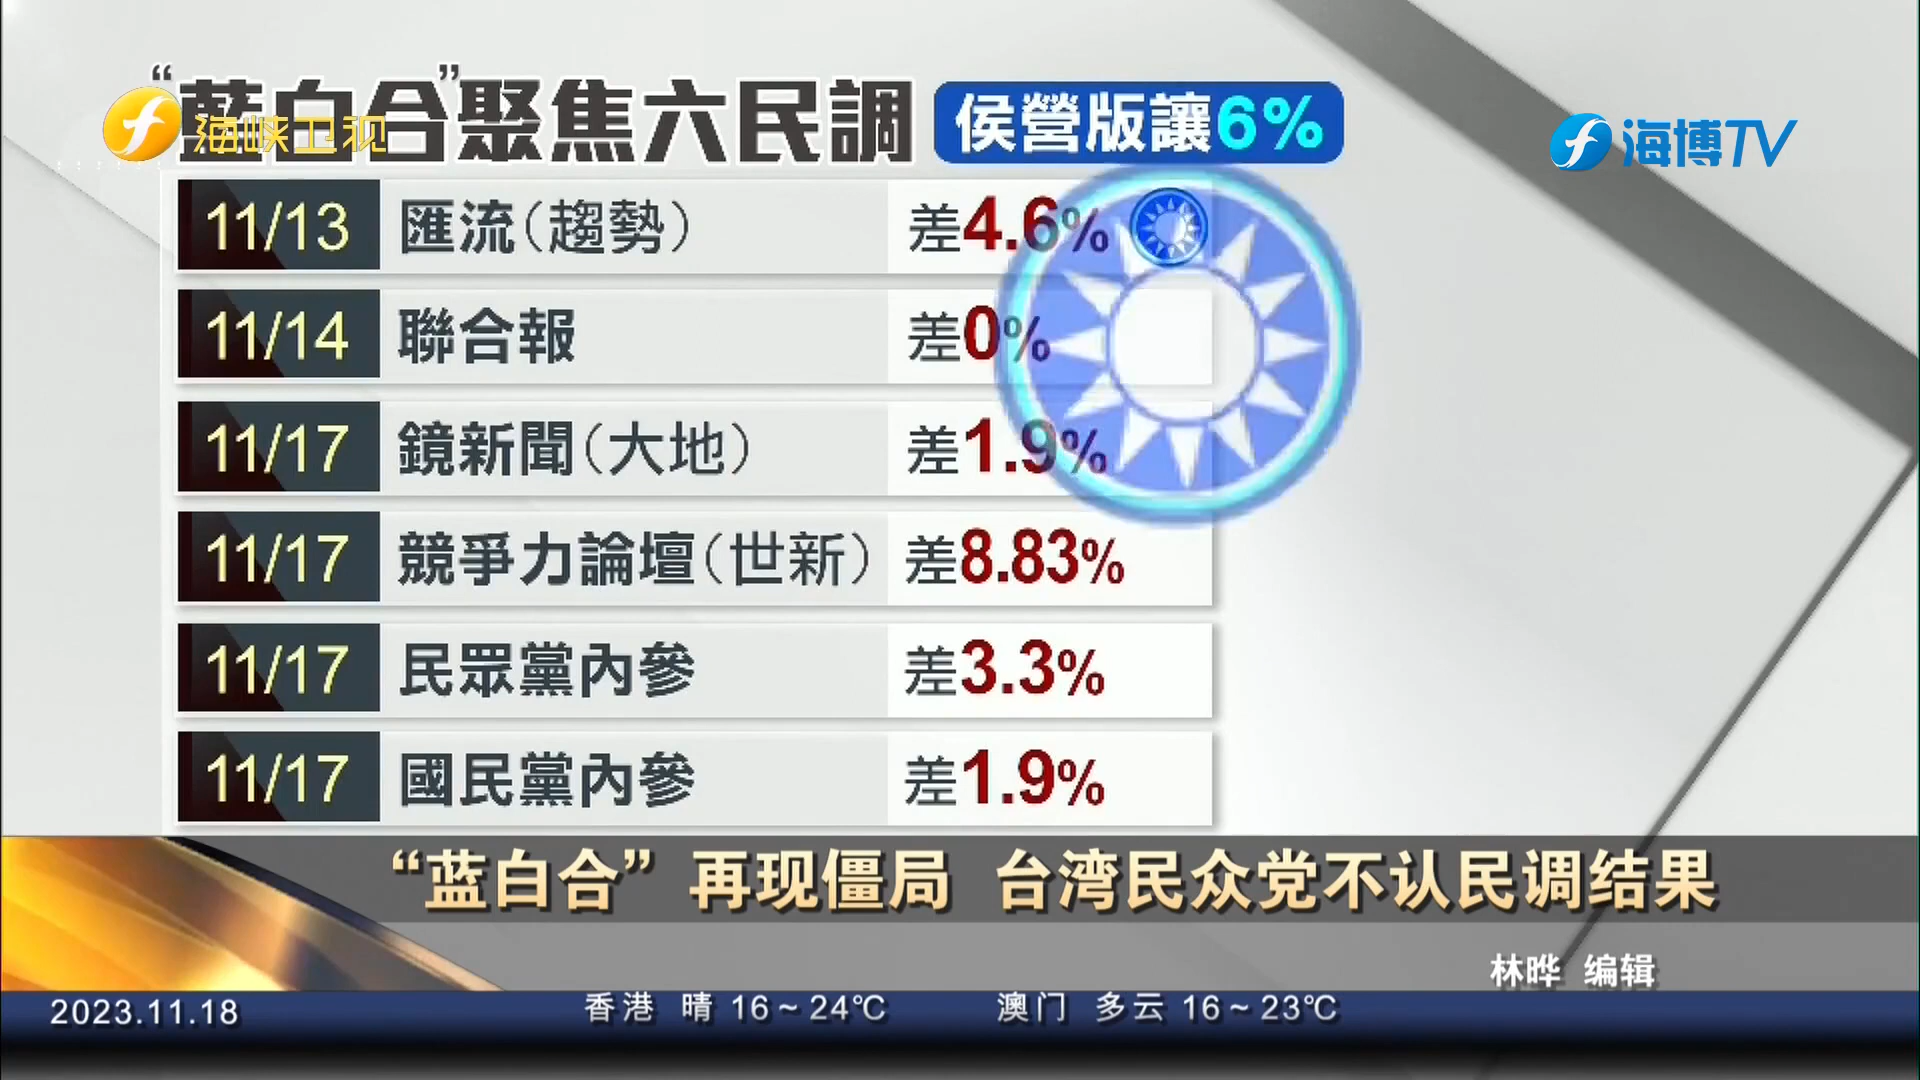 “藍白合”聚焦六民調 侯營版讓6%
海峡卫视
海博TV
11/13 匯流(趨勢) 差4.6%
11/14 聯合報 差0%
11/17 鏡新聞(大地) 差1.9%
11/17 競爭力論壇(世新) 差8.83%
11/17 民眾黨內參 差3.3%
11/17 國民黨內參 差1.9%
“蓝白合”再现僵局 台湾民众党不认民调结果
林晔 编辑
2023.11.18 香港 晴 16~24℃ 澳门 多云 16~23℃